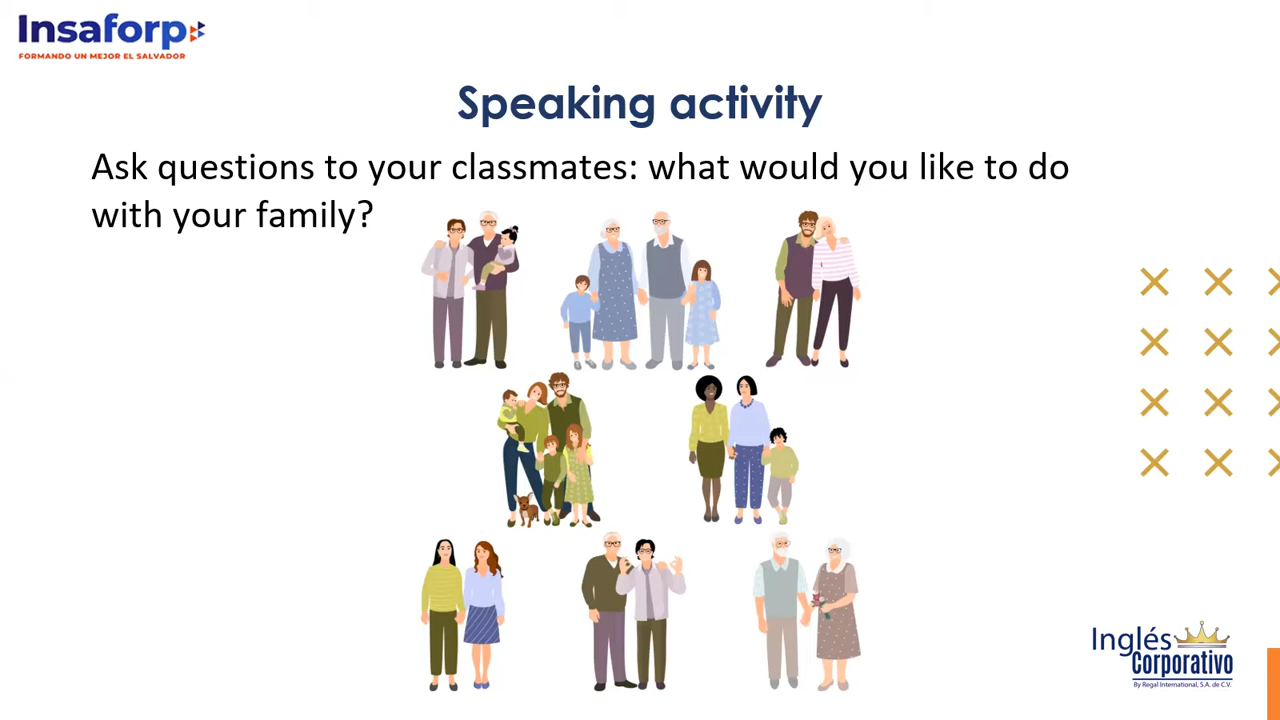 Insaforp
FORMANDO UN MEJOR EL SALVADOR
Speaking activity
Ask questions to your classmates: what would you like to do
with your family?
Inglés
Corporativo
By Regal International, S.A. de C.V.